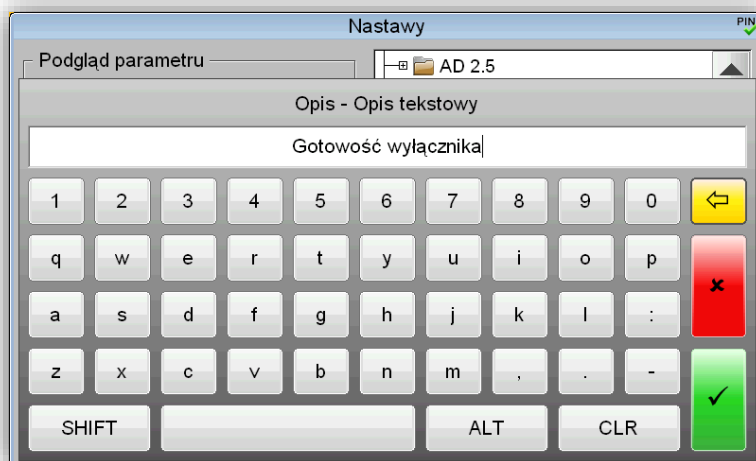 Nastawy
PIN
Podgląd parametru
AD 2.5
Opis - Opis tekstowy
Gotowość wyłącznika
1 2 3 4 5 6 7 8 9 0
q w e r t y u i o p
a s d f g h j k l :
z x c v b n m , . -
SHIFT ALT CLR